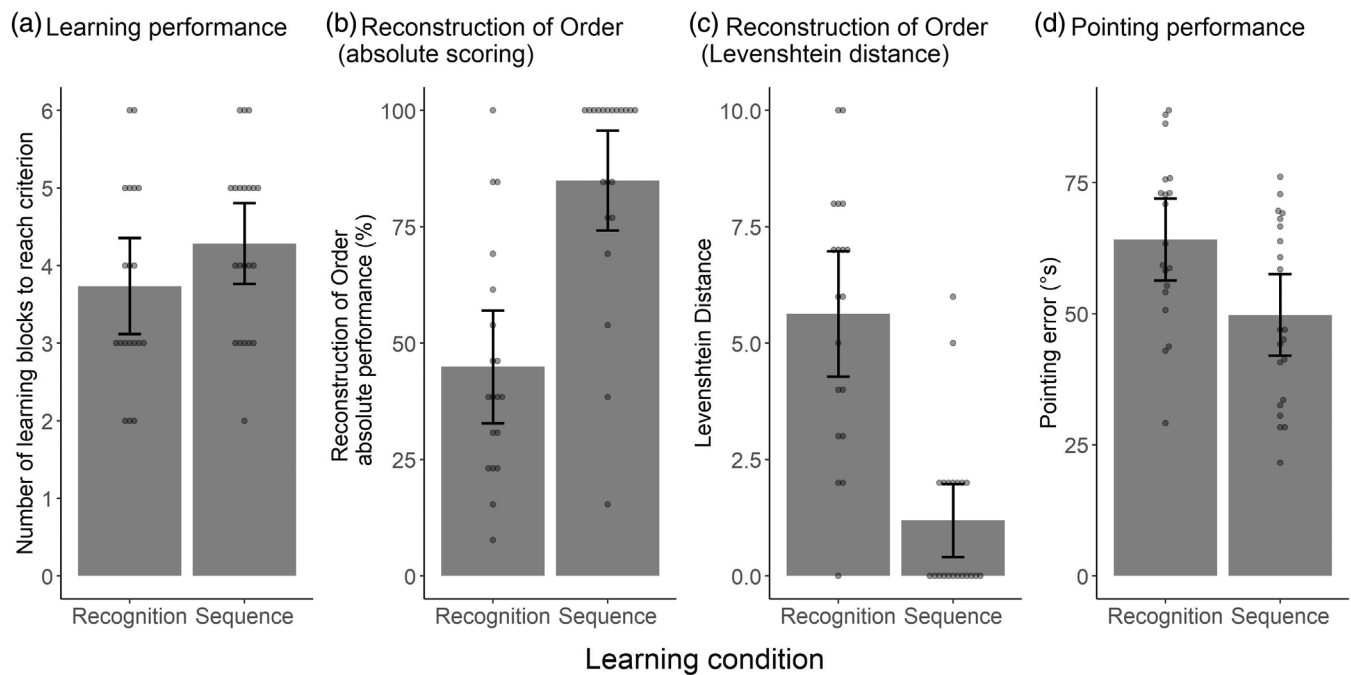 (a) Learning performance
Number of learning blocks to reach criterion
6
5
4
3
2
1
0
Recognition Sequence
(b) Reconstruction of Order
(absolute scoring)
Reconstruction of Order
absolute performance (%)
100
75
50
25
0
Recognition Sequence
(c) Reconstruction of Order
(Levenshtein distance)
Levenshtein Distance
10.0
7.5
5.0
2.5
0.0
Recognition Sequence
(d) Pointing performance
Pointing error (°s)
75
50
25
0
Recognition Sequence
Learning condition